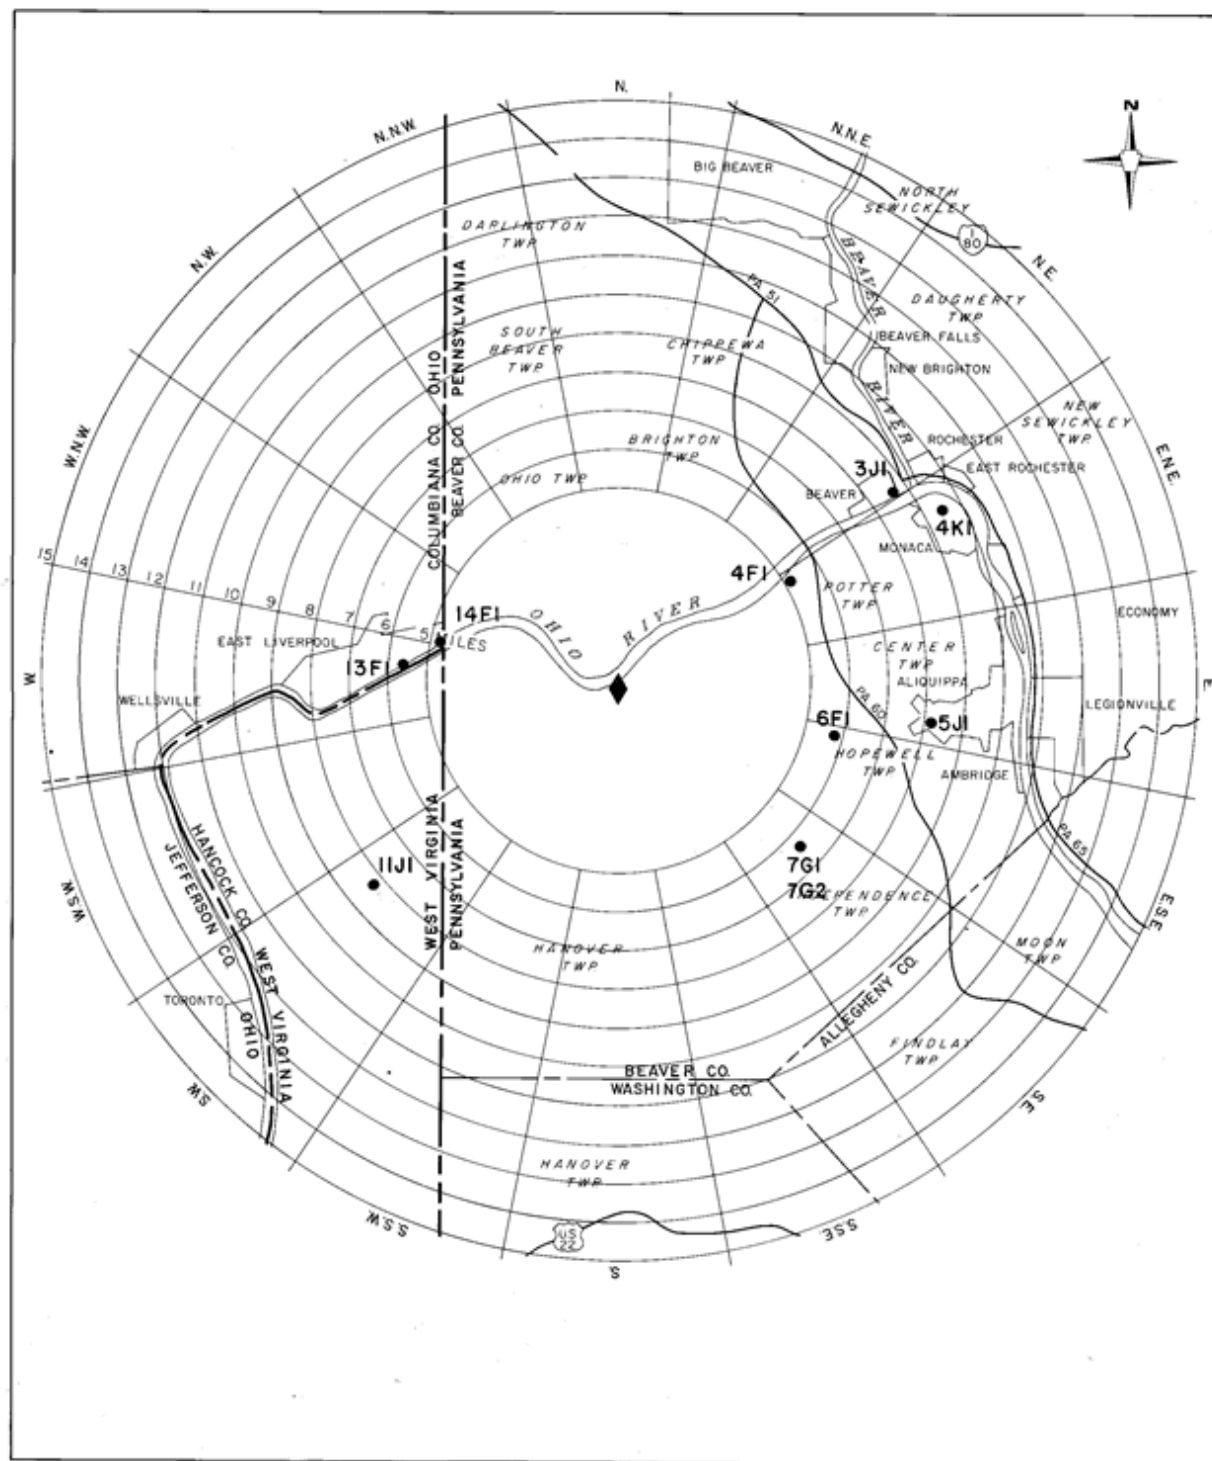 N.
N.N.W.
N.N.E.
N
BIG BEAVER
NORTH
SEWICKLEY
I
80
N.W.
N.E.
DARLINGTON
TWP.
BEAVER
RIVER
PA 51
DAUGHERTY
TWP
SOUTH
BEAVER
TWP.
CHIPPEWA
TWP.
BEAVER FALLS
NEW BRIGHTON
COLUMBIANA CO. OHIO
BEAVER CO. PENNSYLVANIA
W.N.W.
NEW
SEWICKLEY
TWP.
E.N.E.
BRIGHTON
TWP.
ROCHESTER
EAST ROCHESTER
OHIO TWP.
3J1
BEAVER
4K1
MONACA
15 14 13 12 11 10 9 8 7 6 5 MILES
4F1
POTTER
TWP.
14F1
OHIO RIVER
ECONOMY
EAST LIVERPOOL
13F1
CENTER
TWP.
ALIQUIPPA
W.
E.
WELLSVILLE
PA 60
LEGIONVILLE
6F1
5J1
HOPEWELL
TWP.
AMBRIDGE
WEST VIRGINIA
PENNSYLVANIA
HANCOCK CO. WEST VIRGINIA
JEFFERSON CO. OHIO
PA 65
11J1
7G1
7G2
INDEPENDENCE
TWP.
W.S.W.
E.S.E.
HANOVER
TWP.
MOON
TWP.
TORONTO
ALLEGHENY CO.
FINDLAY
TWP.
BEAVER CO.
WASHINGTON CO.
S.W.
S.E.
HANOVER
TWP.
S.S.W.
US
22
S.S.E.
S.